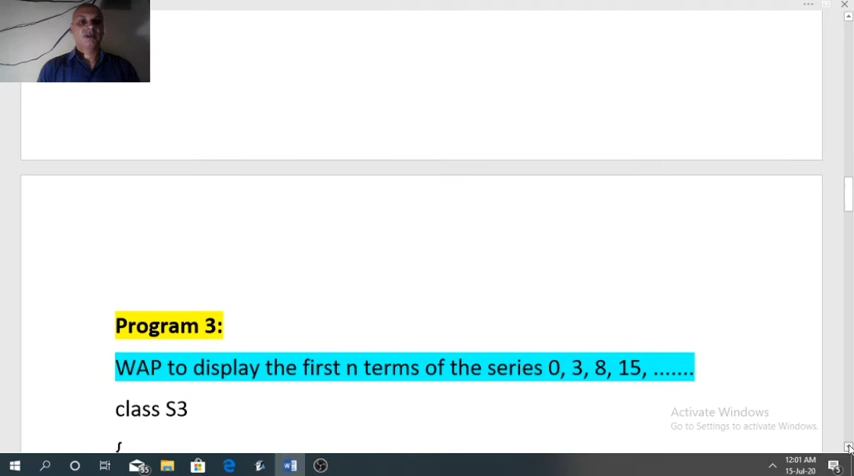 Program 3:
WAP to display the first n terms of the series 0, 3, 8, 15, .......
class S3
{
Activate Windows
Go to Settings to activate Windows.
12:01 AM
15-Jul-20